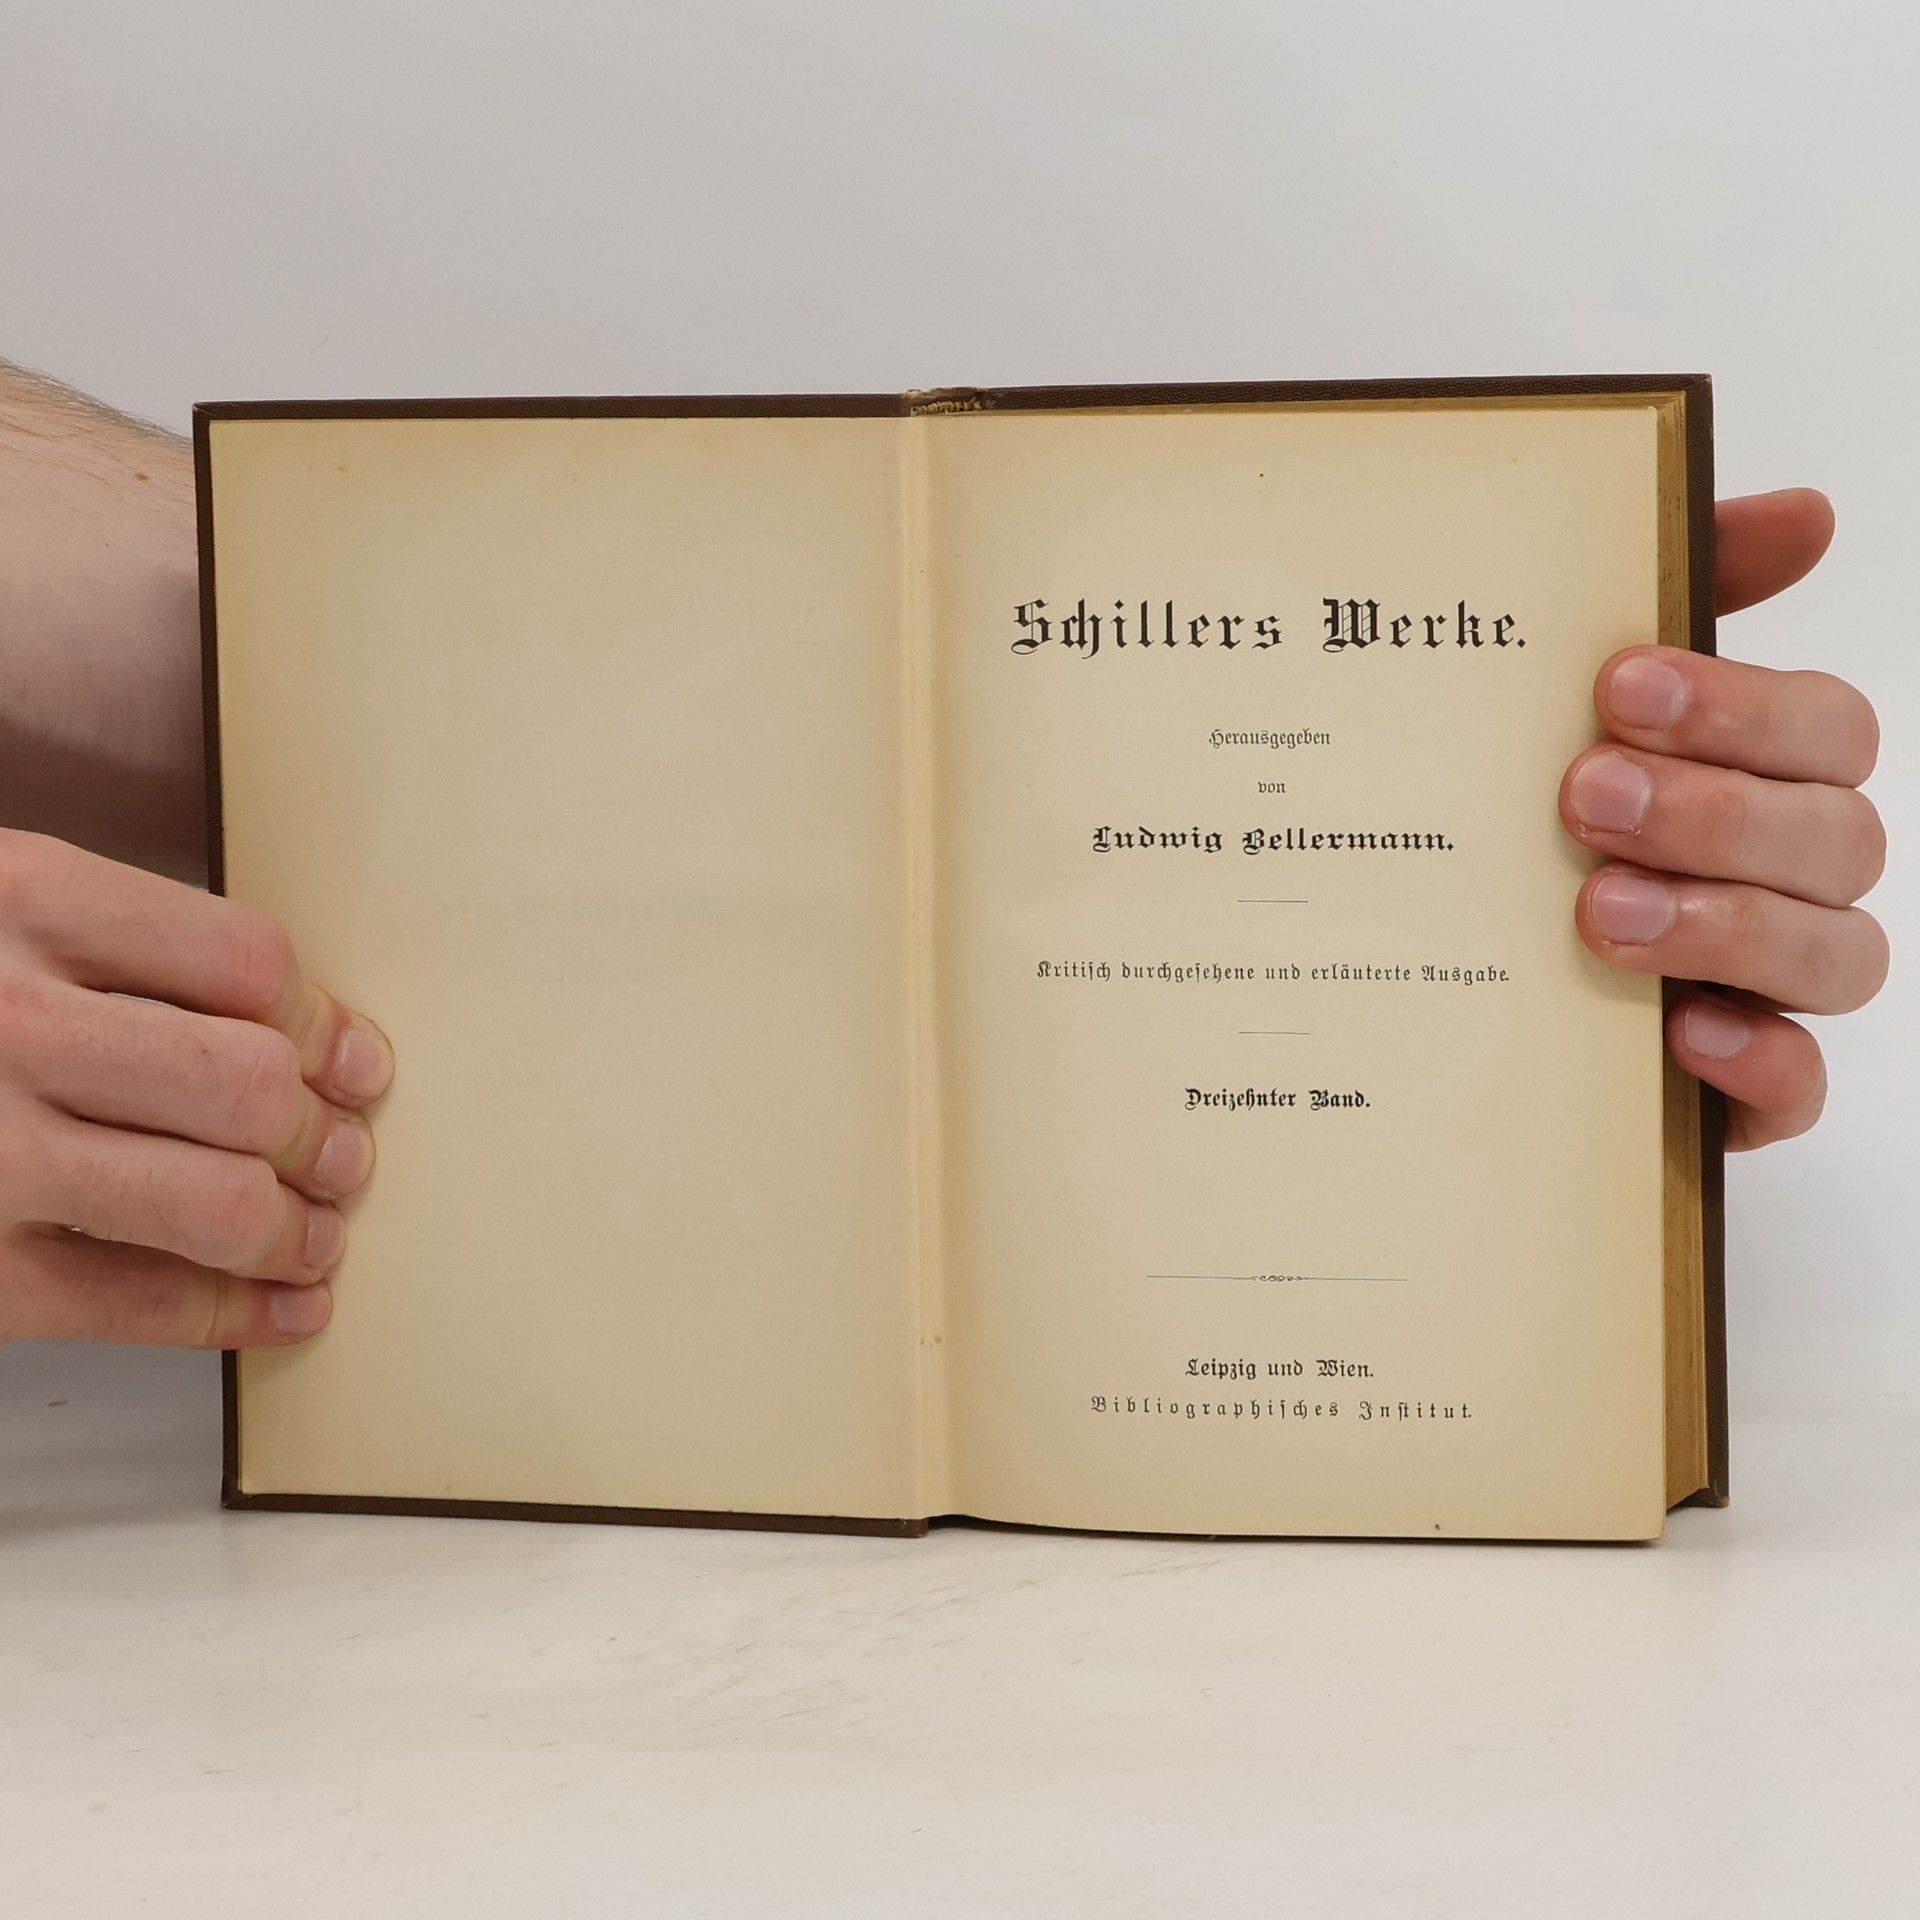 Schillers Werke.
Herausgegeben
von
Ludwig Bellermann.
Kritiſch durchgeſehene und erläuterte Ausgabe.
Dreizehnter Band.
Leipzig und Wien.
Bibliographiſches Inſtitut.